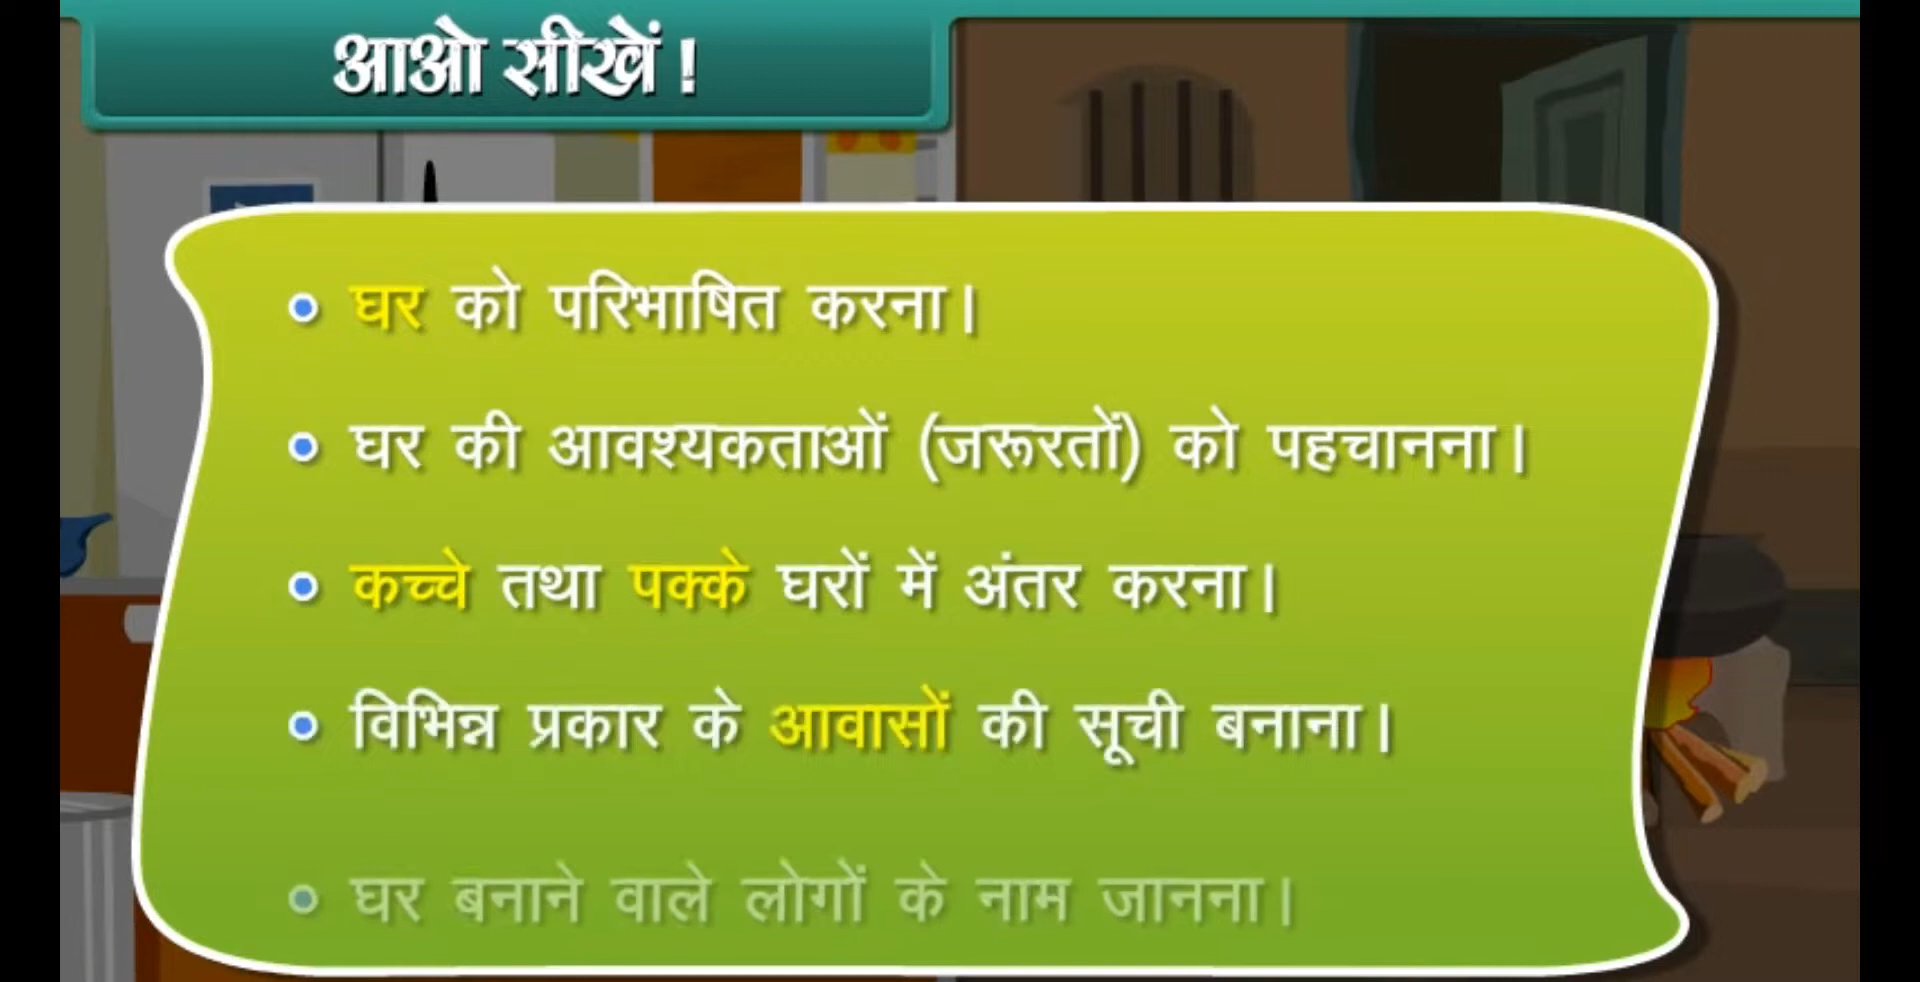 आओ सीखें!
• घर को परिभाषित करना।
• घर की आवश्यकताओं (जरूरतों) को पहचानना।
• कच्चे तथा पक्के घरों में अंतर करना।
• विभिन्न प्रकार के आवासों की सूची बनाना।
• घर बनाने वाले लोगों के नाम जानना।